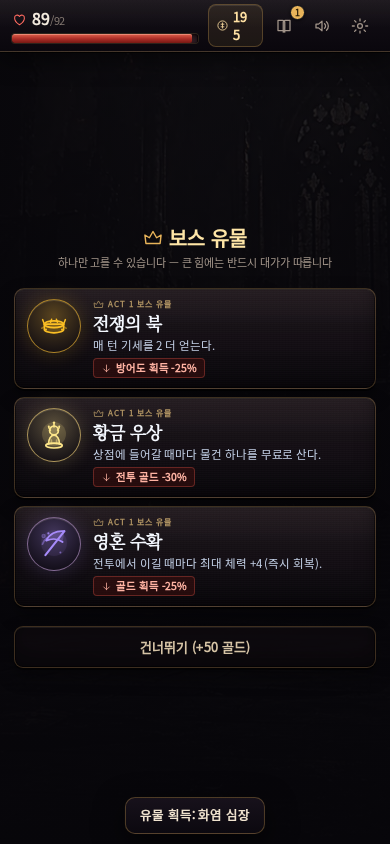 89/92
19
5
1
보스 유물
하나만 고를 수 있습니다 — 큰 힘에는 반드시 대가가 따릅니다
ACT 1 보스 유물
전쟁의 북
매 턴 기세를 2 더 얻는다.
↓ 방어도 획득 -25%
ACT 1 보스 유물
황금 우상
상점에 들어갈 때마다 물건 하나를 무료로 산다.
↓ 전투 골드 -30%
ACT 1 보스 유물
영혼 수확
전투에서 이길 때마다 최대 체력 +4 (즉시 회복).
↓ 골드 획득 -25%
건너뛰기 (+50 골드)
유물 획득: 화염 심장